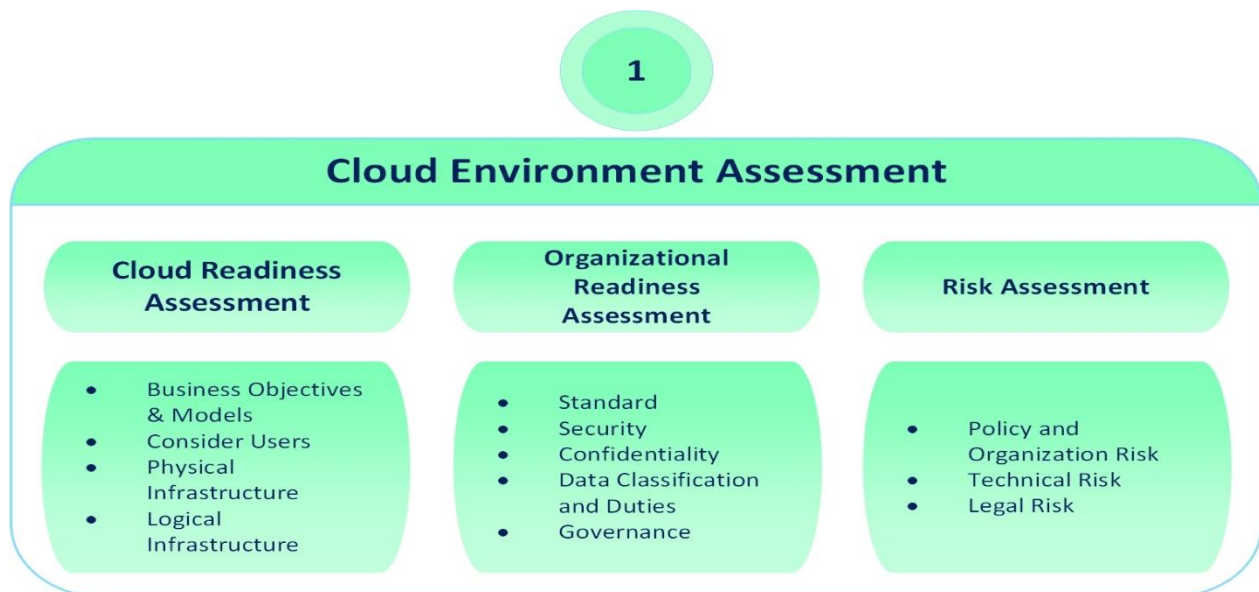 1
Cloud Environment Assessment
Cloud Readiness
Assessment
• Business Objectives
& Models
• Consider Users
• Physical
Infrastructure
• Logical
Infrastructure
Organizational
Readiness
Assessment
• Standard
• Security
• Confidentiality
• Data Classification
and Duties
• Governance
Risk Assessment
• Policy and
Organization Risk
• Technical Risk
• Legal Risk